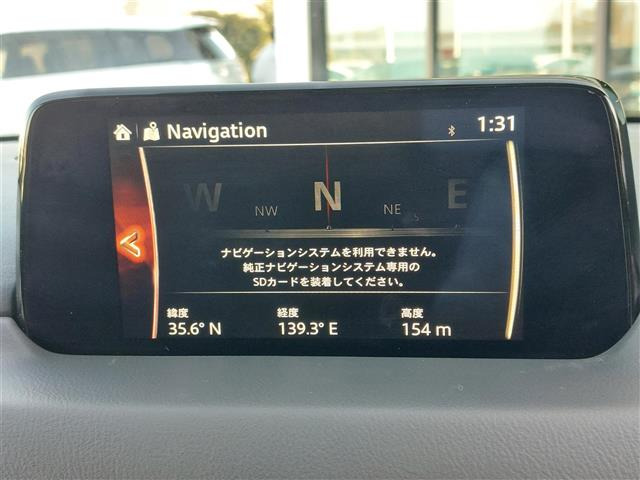 Navigation
1:31
W NW N NE E
S
ナビゲーションシステムを利用できません。
純正ナビゲーションシステム専用の
SDカードを装着してください。
緯度 経度 高度
35.6° N 139.3° E 154 m